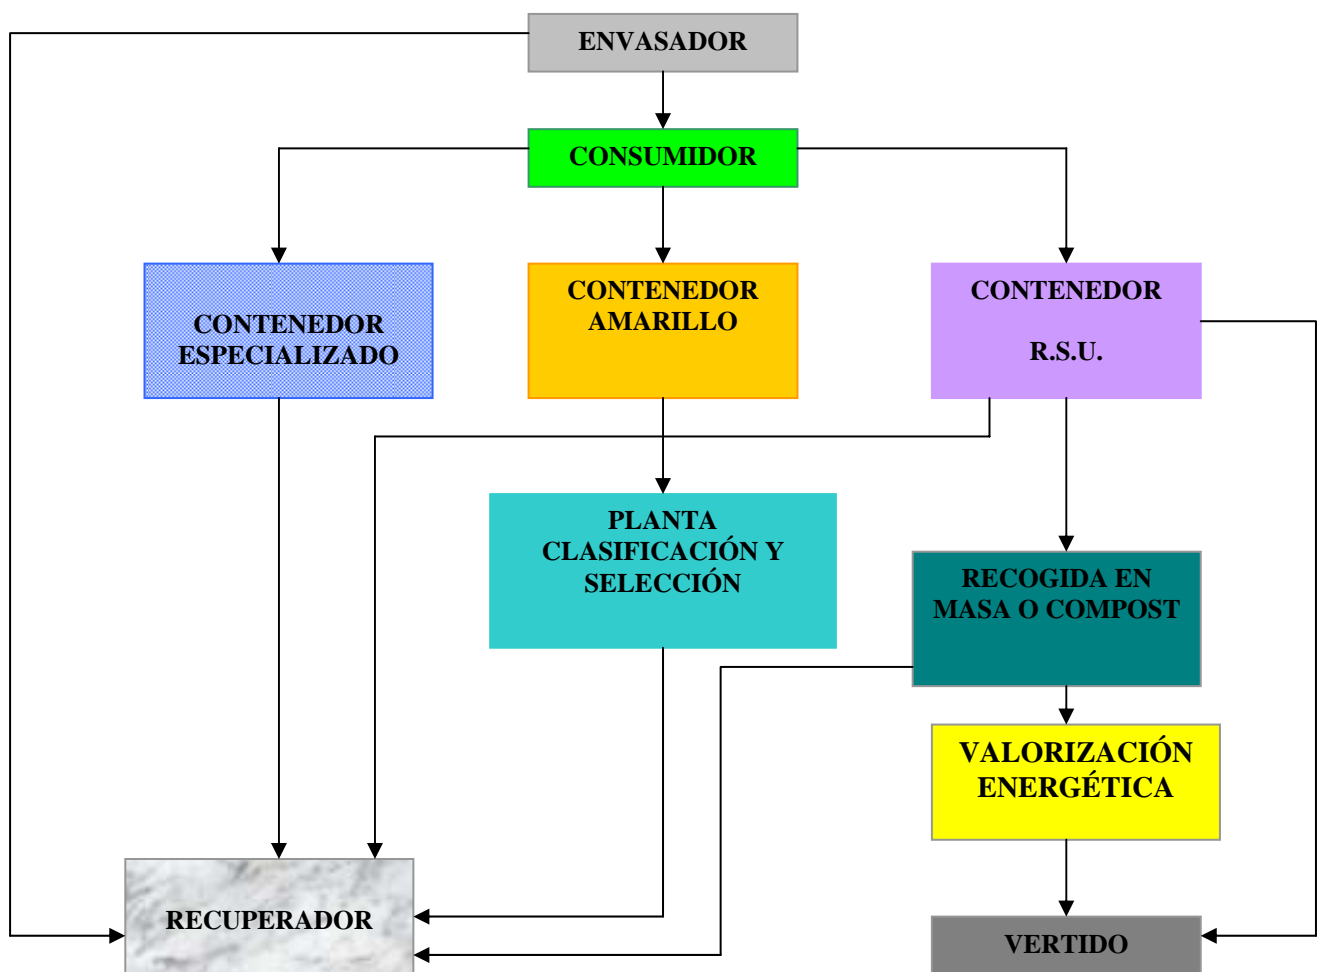 ENVASADOR
CONSUMIDOR
CONTENEDOR
ESPECIALIZADO
CONTENEDOR
AMARILLO
CONTENEDOR
R.S.U.
PLANTA
CLASIFICACIÓN Y
SELECCIÓN
RECOGIDA EN
MASA O COMPOST
VALORIZACIÓN
ENERGÉTICA
RECUPERADOR
VERTIDO